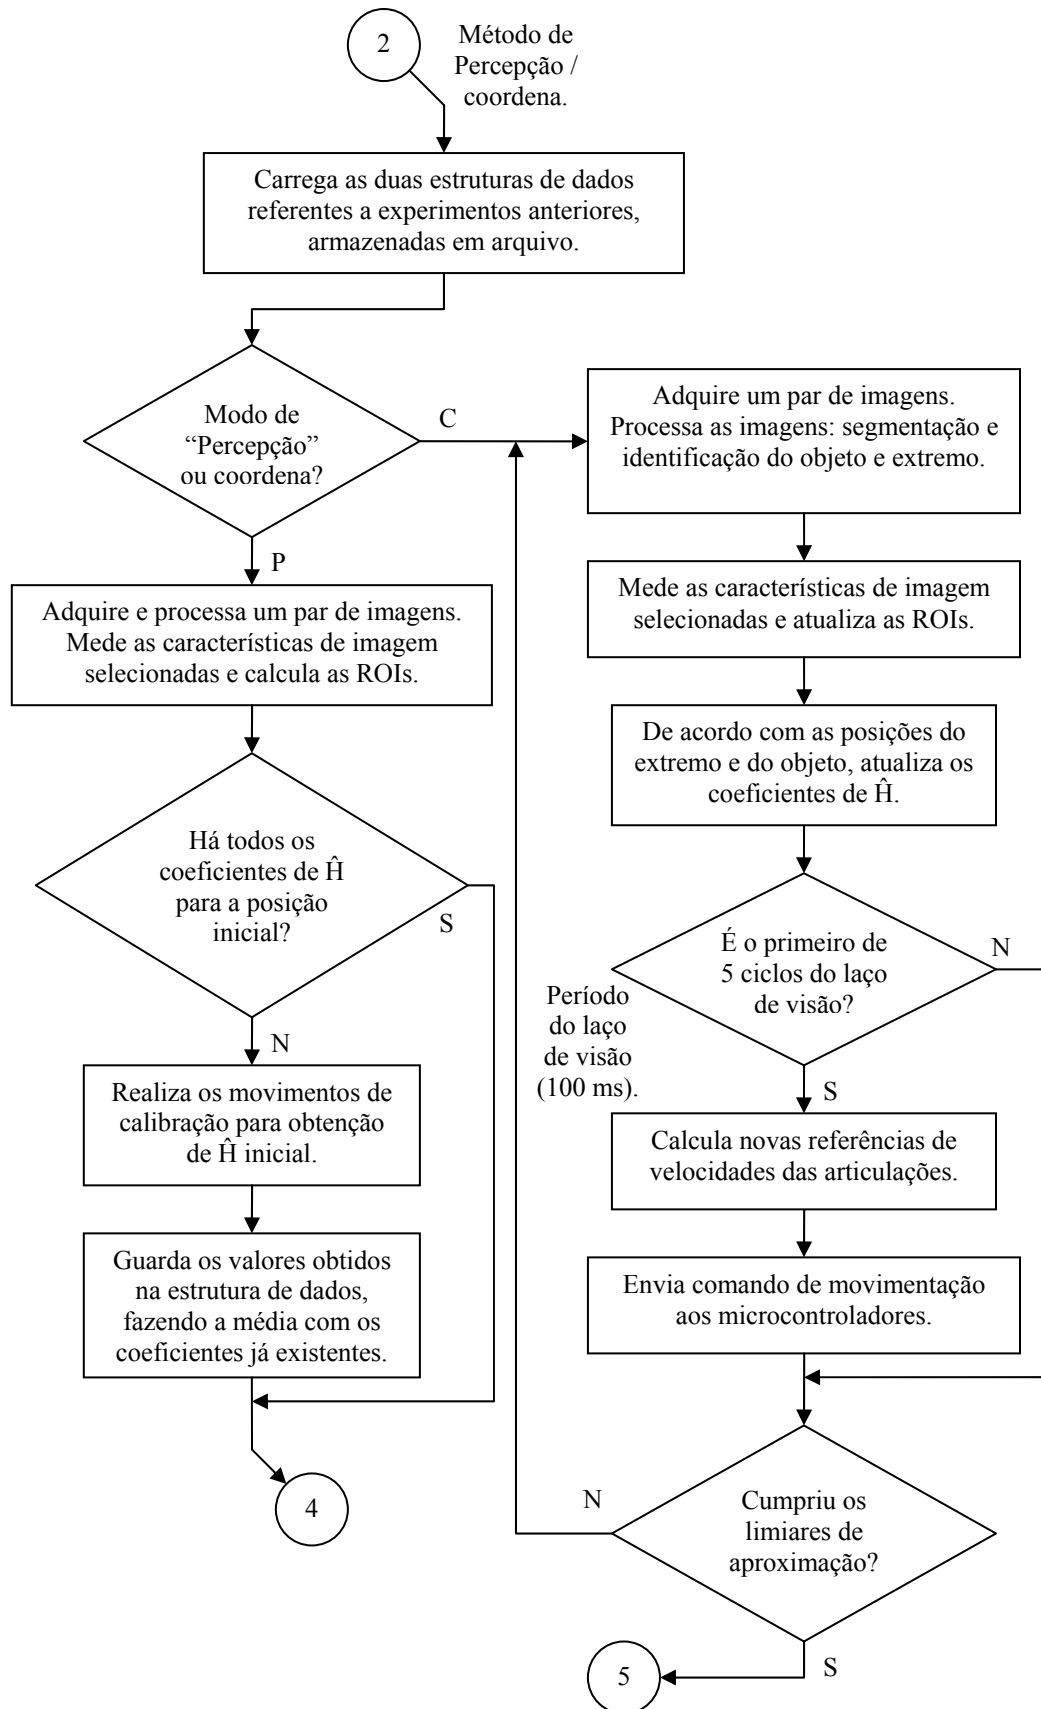 2
Método de
Percepção /
coordena.
Carrega as duas estruturas de dados
referentes a experimentos anteriores,
armazenadas em arquivo.
Modo de
“Percepção”
ou coordena?
C
P
Adquire e processa um par de imagens.
Mede as características de imagem
selecionadas e calcula as ROIs.
Há todos os
coeficientes de Ĥ
para a posição
inicial?
S
N
Realiza os movimentos de
calibração para obtenção
de Ĥ inicial.
Guarda os valores obtidos
na estrutura de dados,
fazendo a média com os
coeficientes já existentes.
4
Adquire um par de imagens.
Processa as imagens: segmentação e
identificação do objeto e extremo.
Mede as características de imagem
selecionadas e atualiza as ROIs.
De acordo com as posições do
extremo e do objeto, atualiza os
coeficientes de Ĥ.
É o primeiro de
5 ciclos do laço
de visão?
N
S
Período
do laço
de visão
(100 ms).
Calcula novas referências de
velocidades das articulações.
Envia comando de movimentação
aos microcontroladores.
Cumpriu os
limiares de
aproximação?
N
S
5